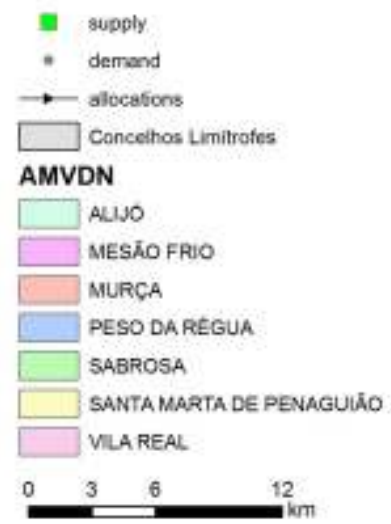 supply
demand
allocations
Concelhos Limítrofes
AMVDN
ALIJÓ
MESÃO FRIO
MURÇA
PESO DA RÉGUA
SABROSA
SANTA MARTA DE PENAGUIÃO
VILA REAL
0 3 6 12
km